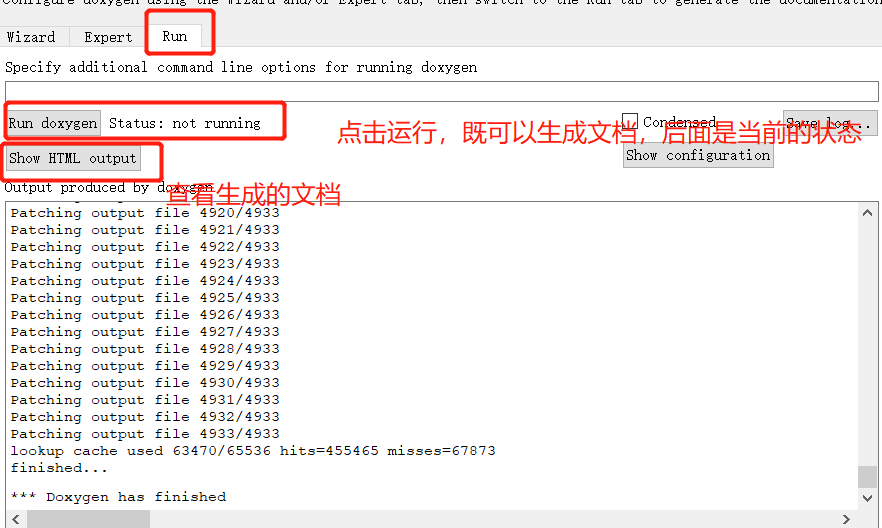 Configure doxygen using the Wizard and/or Expert tab, then switch to the Run tab to generate the documentation
Wizard Expert Run
Specify additional command line options for running doxygen
Run doxygen Status: not running Condensed Save log...
点击运行，既可以生成文档，后面是当前的状态
Show HTML output Show configuration
Output produced by doxygen
查看生成的文档
Patching output file 4920/4933
Patching output file 4921/4933
Patching output file 4922/4933
Patching output file 4923/4933
Patching output file 4924/4933
Patching output file 4925/4933
Patching output file 4926/4933
Patching output file 4927/4933
Patching output file 4928/4933
Patching output file 4929/4933
Patching output file 4930/4933
Patching output file 4931/4933
Patching output file 4932/4933
Patching output file 4933/4933
lookup cache used 63470/65536 hits=455465 misses=67873
finished...
*** Doxygen has finished